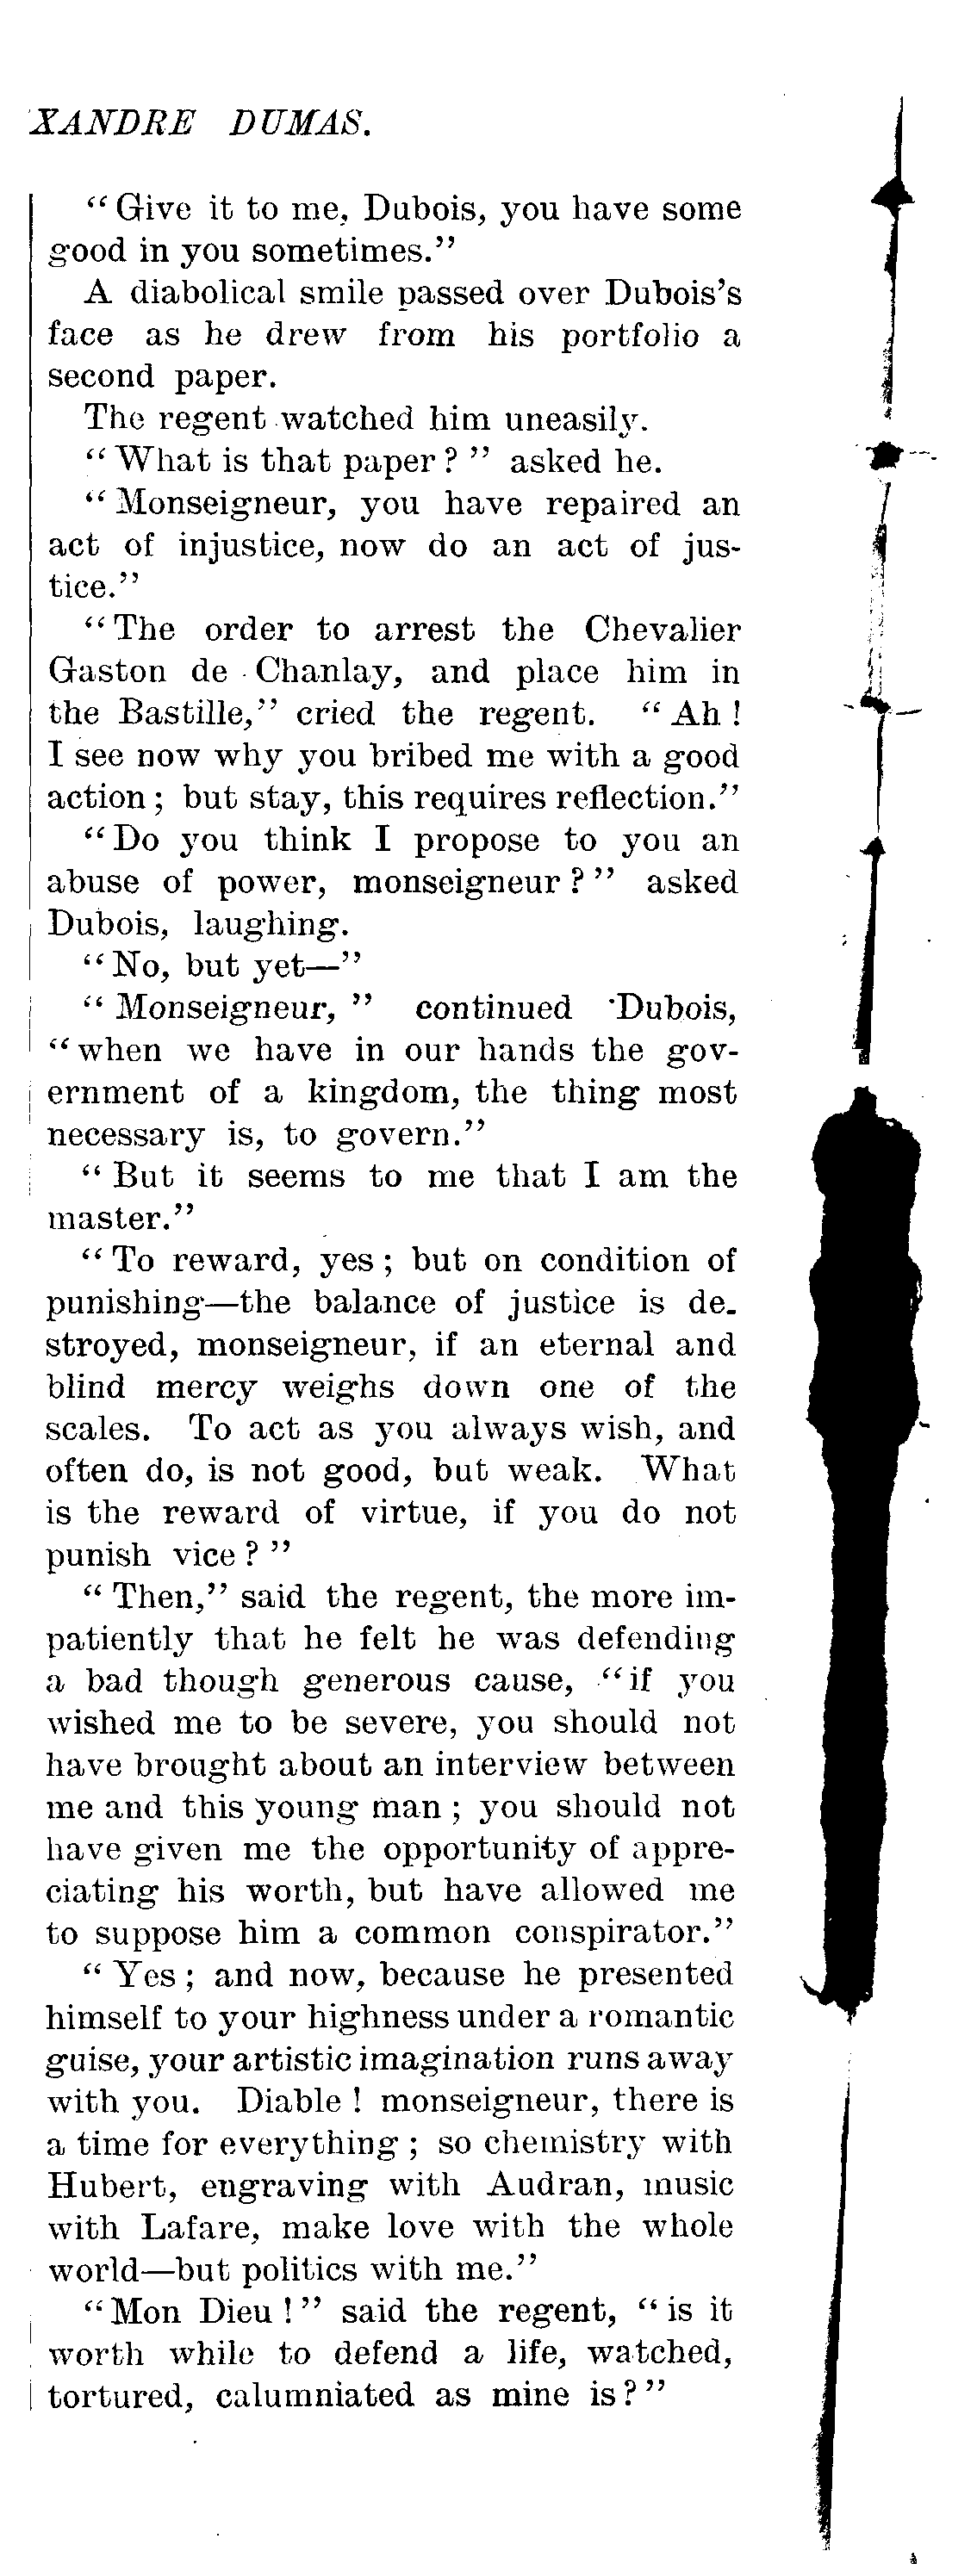 XANDRE DUMAS.
“Give it to me, Dubois, you have some
good in you sometimes.”
A diabolical smile passed over Dubois’s
face as he drew from his portfolio a
second paper.
The regent watched him uneasily.
“What is that paper?” asked he.
“Monseigneur, you have repaired an
act of injustice, now do an act of jus-
tice.”
“The order to arrest the Chevalier
Gaston de Chanlay, and place him in
the Bastille,” cried the regent. “Ah!
I see now why you bribed me with a good
action; but stay, this requires reflection.”
“Do you think I propose to you an
abuse of power, monseigneur?” asked
Dubois, laughing.
“No, but yet—”
“Monseigneur,” continued Dubois,
“when we have in our hands the gov-
ernment of a kingdom, the thing most
necessary is, to govern.”
“But it seems to me that I am the
master.”
“To reward, yes; but on condition of
punishing—the balance of justice is de-
stroyed, monseigneur, if an eternal and
blind mercy weighs down one of the
scales. To act as you always wish, and
often do, is not good, but weak. What
is the reward of virtue, if you do not
punish vice?”
“Then,” said the regent, the more im-
patiently that he felt he was defending
a bad though generous cause, “if you
wished me to be severe, you should not
have brought about an interview between
me and this young man; you should not
have given me the opportunity of appre-
ciating his worth, but have allowed me
to suppose him a common conspirator.”
“Yes; and now, because he presented
himself to your highness under a romantic
guise, your artistic imagination runs away
with you. Diable! monseigneur, there is
a time for everything; so chemistry with
Hubert, engraving with Audran, music
with Lafare, make love with the whole
world—but politics with me.”
“Mon Dieu!” said the regent, “is it
worth while to defend a life, watched,
tortured, calumniated as mine is?”